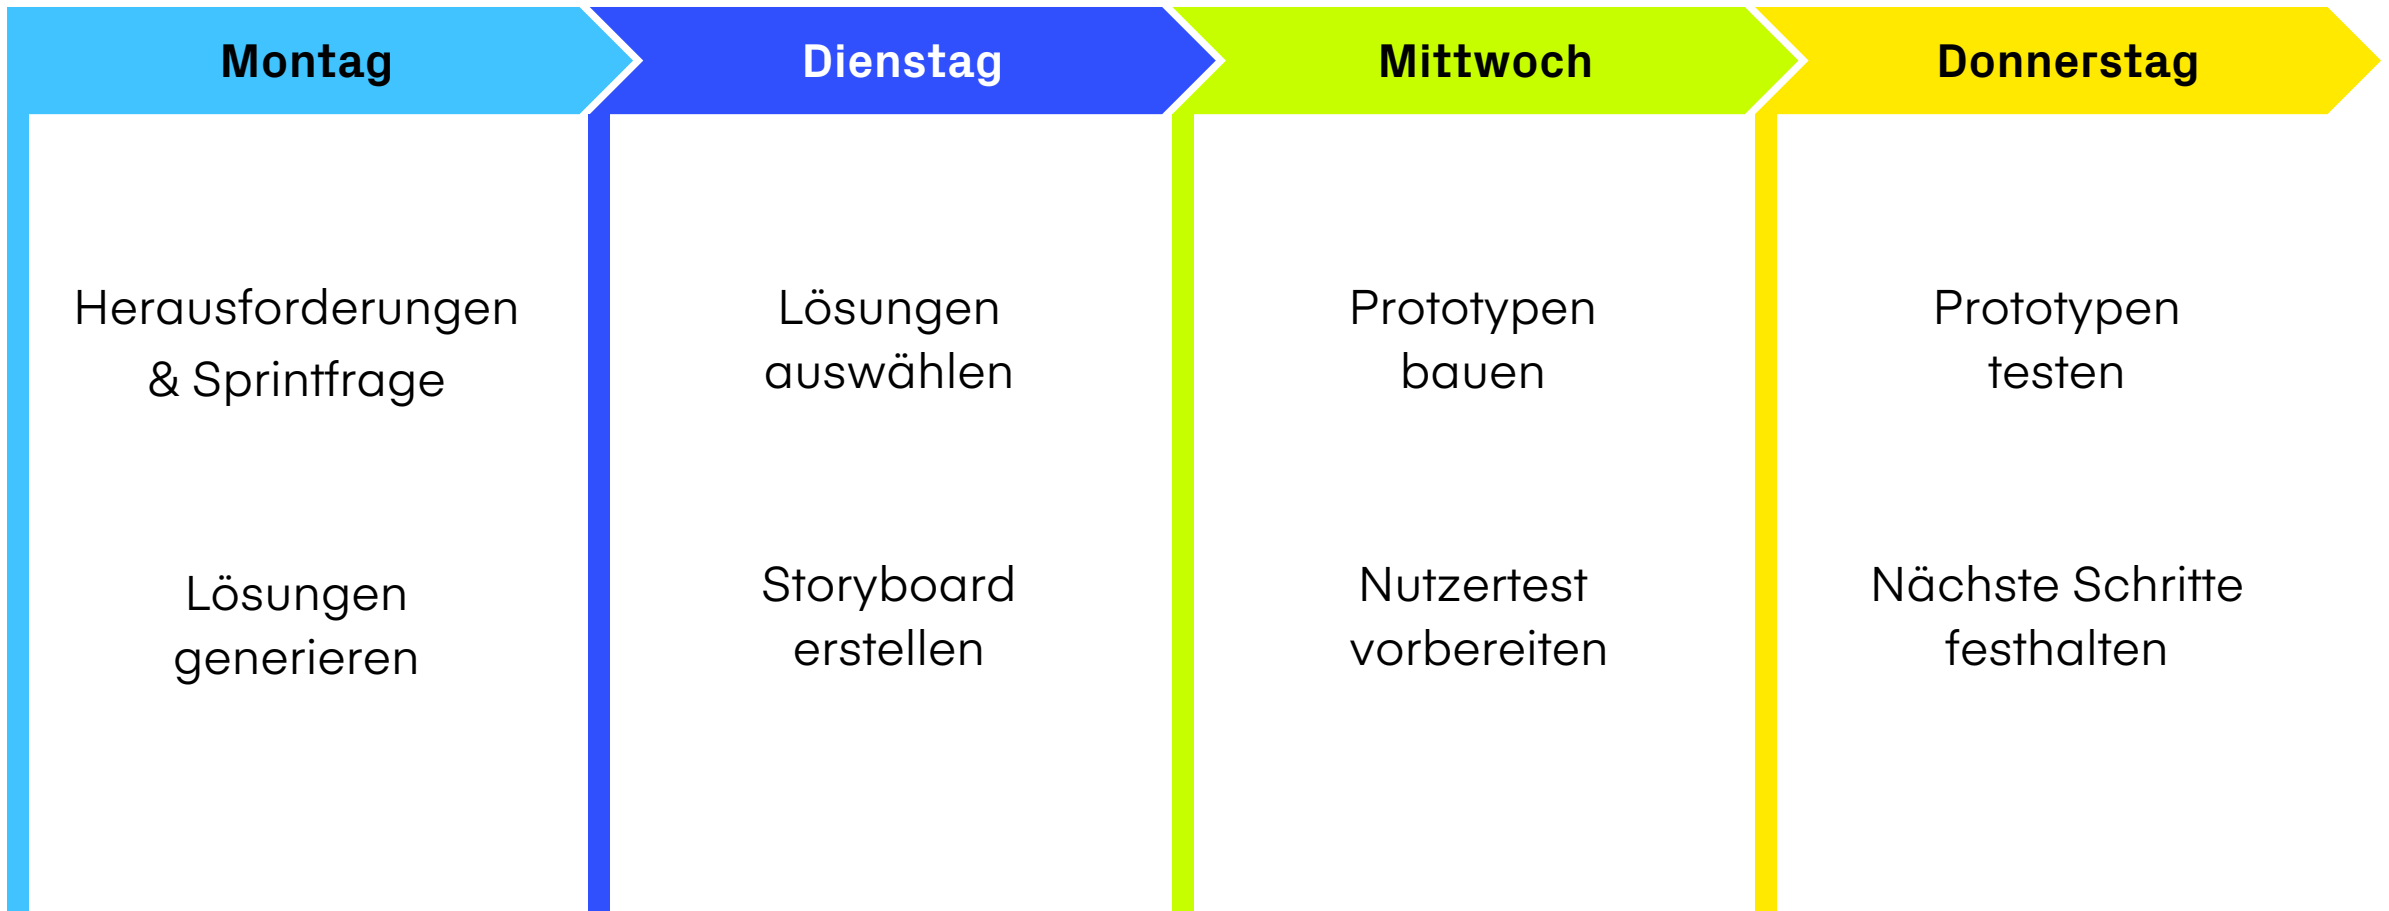 Montag
Dienstag
Mittwoch
Donnerstag
Herausforderungen
& Sprintfrage
Lösungen
generieren
Lösungen
auswählen
Storyboard
erstellen
Prototypen
bauen
Nutzertest
vorbereiten
Prototypen
testen
Nächste Schritte
festhalten